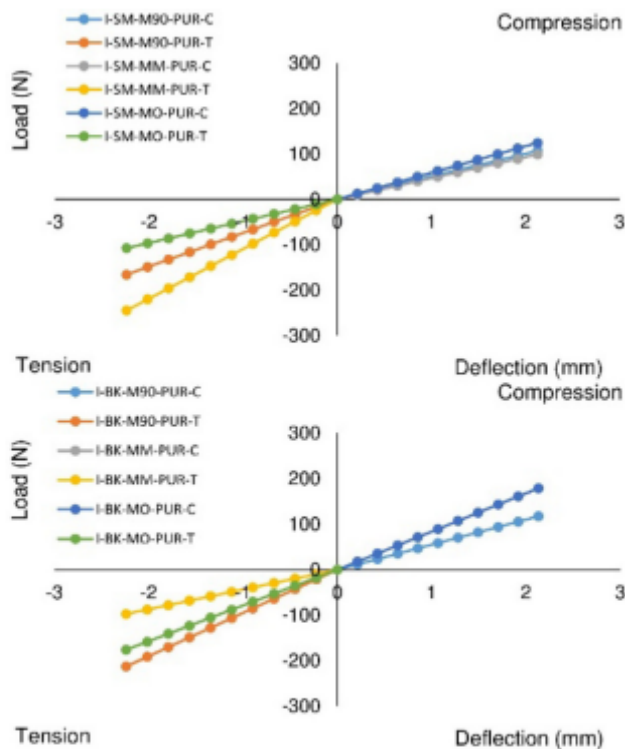 I-SM-M90-PUR-C
I-SM-M90-PUR-T
I-SM-MM-PUR-C
I-SM-MM-PUR-T
I-SM-MO-PUR-C
I-SM-MO-PUR-T
Compression
Load (N)
300
200
100
0
-100
-200
-300
-3 -2 -1 0 1 2 3
Tension
Deflection (mm)
I-BK-M90-PUR-C
I-BK-M90-PUR-T
I-BK-MM-PUR-C
I-BK-MM-PUR-T
I-BK-MO-PUR-C
I-BK-MO-PUR-T
Compression
Load (N)
300
200
100
0
-100
-200
-300
-3 -2 -1 0 1 2 3
Tension
Deflection (mm)